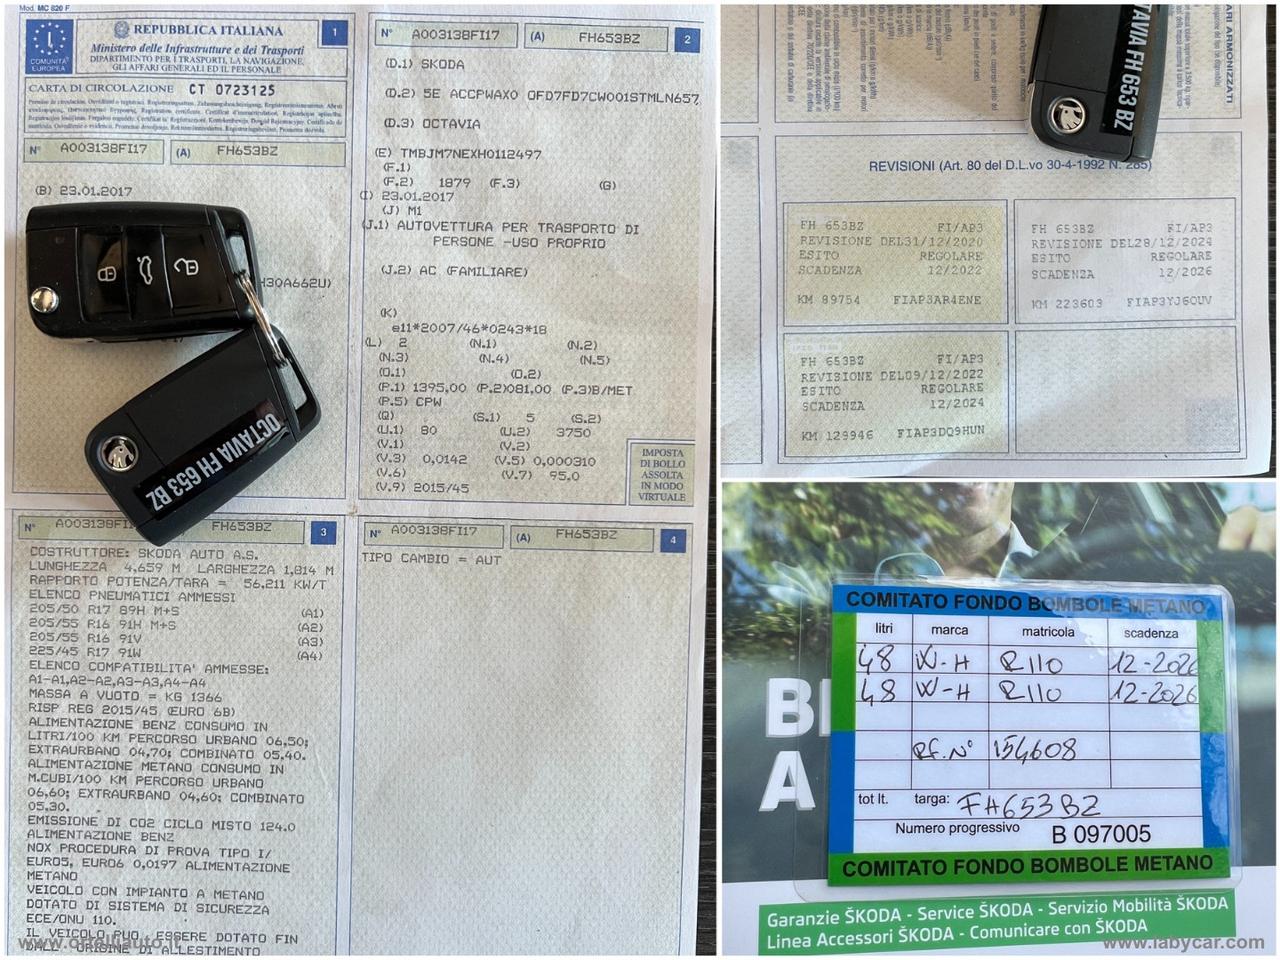 Mod. MC 820 F
REPUBBLICA ITALIANA
1
Ministero delle Infrastrutture e dei Trasporti
DIPARTIMENTO PER I TRASPORTI, LA NAVIGAZIONE,
GLI AFFARI GENERALI ED IL PERSONALE
COMUNITÀ
EUROPEA
CARTA DI CIRCOLAZIONE CT 0723125
N° A003138FI17 (A) FH653BZ
(B) 23.01.2017
H30A662U)
OCTAVIA FH 653 BZ
N° A003138FI17 (A) FH653BZ 2
(D.1) SKODA
(D.2) 5E ACCPWAX0 OFD7FD7CW001STMLN657
(D.3) OCTAVIA
(E) TMBJM7NEXH0112497
(F.1)
(F.2) 1879 (F.3) (G)
(I) 23.01.2017
(J) M1
(J.1) AUTOVETTURA PER TRASPORTO DI
PERSONE -USO PROPRIO
(J.2) AC (FAMILIARE)
(K)
e11*2007/46*0243*18
(L) 2 (N.1) (N.2)
(N.3) (N.4) (N.5)
(O.1) (O.2)
(P.1) 1395,00 (P.2)081,00 (P.3)B/MET
(P.5) CPW
(Q) (S.1) 5 (S.2)
(U.1) 80 (U.2) 3750
(V.1) (V.2)
(V.3) 0,0142 (V.5) 0,000310
(V.6) (V.7) 95.0
(V.9) 2015/45
IMPOSTA
DI BOLLO
ASSOLTA
IN MODO
VIRTUALE
N° A003138FI FH653BZ 3
COSTRUTTORE: SKODA AUTO A.S.
LUNGHEZZA 4,659 M LARGHEZZA 1,814 M
RAPPORTO POTENZA/TARA = 56.211 KW/T
ELENCO PNEUMATICI AMMESSI
205/50 R17 89H M+S (A1)
205/55 R16 91H M+S (A2)
205/55 R16 91V (A3)
225/45 R17 91W (A4)
ELENCO COMPATIBILITA' AMMESSE:
A1-A1,A2-A2,A3-A3,A4-A4
MASSA A VUOTO = KG 1366
RISP REG 2015/45 (EURO 6B)
ALIMENTAZIONE BENZ CONSUMO IN
LITRI/100 KM PERCORSO URBANO 06,50;
EXTRAURBANO 04,70; COMBINATO 05,40.
ALIMENTAZIONE METANO CONSUMO IN
M.CUBI/100 KM PERCORSO URBANO
06,60; EXTRAURBANO 04,60; COMBINATO
05,30.
EMISSIONE DI CO2 CICLO MISTO 124.0
ALIMENTAZIONE BENZ
NOX PROCEDURA DI PROVA TIPO I/
EURO5, EURO6 0,0197 ALIMENTAZIONE
METANO
VEICOLO CON IMPIANTO A METANO
DOTATO DI SISTEMA DI SICUREZZA
ECE/ONU 110.
IL VEICOLO PUO' ESSERE DOTATO FIN
DALL' ORIGINE DI ALLESTIMENTO
N° A003138FI17 (A) FH653BZ 4
TIPO CAMBIO = AUT
OCTAVIA FH 653 BZ
ARI ARMONIZZATI
REVISIONI (Art. 80 del D.L.vo 30-4-1992 N. 285)
FH 653BZ FI/AP3
REVISIONE DEL31/12/2020
ESITO REGOLARE
SCADENZA 12/2022
KM 89754 FIAP3AR4ENE
FH 653BZ FI/AP3
REVISIONE DEL28/12/2024
ESITO REGOLARE
SCADENZA 12/2026
KM 223603 FIAP3YJ6OUV
FH 653BZ FI/AP3
REVISIONE DEL09/12/2022
ESITO REGOLARE
SCADENZA 12/2024
KM 129946 FIAP3DQ9HUN
COMITATO FONDO BOMBOLE METANO
litri marca matricola scadenza
48 W-H R110 12-2026
48 W-H R110 12-2026
Rf. N° 154608
tot lt. targa: FH653BZ
Numero progressivo B 097005
COMITATO FONDO BOMBOLE METANO
A
Garanzie ŠKODA - Service ŠKODA - Servizio Mobilità ŠKODA
Linea Accessori ŠKODA - Comunicare con ŠKODA
www.labycar.com